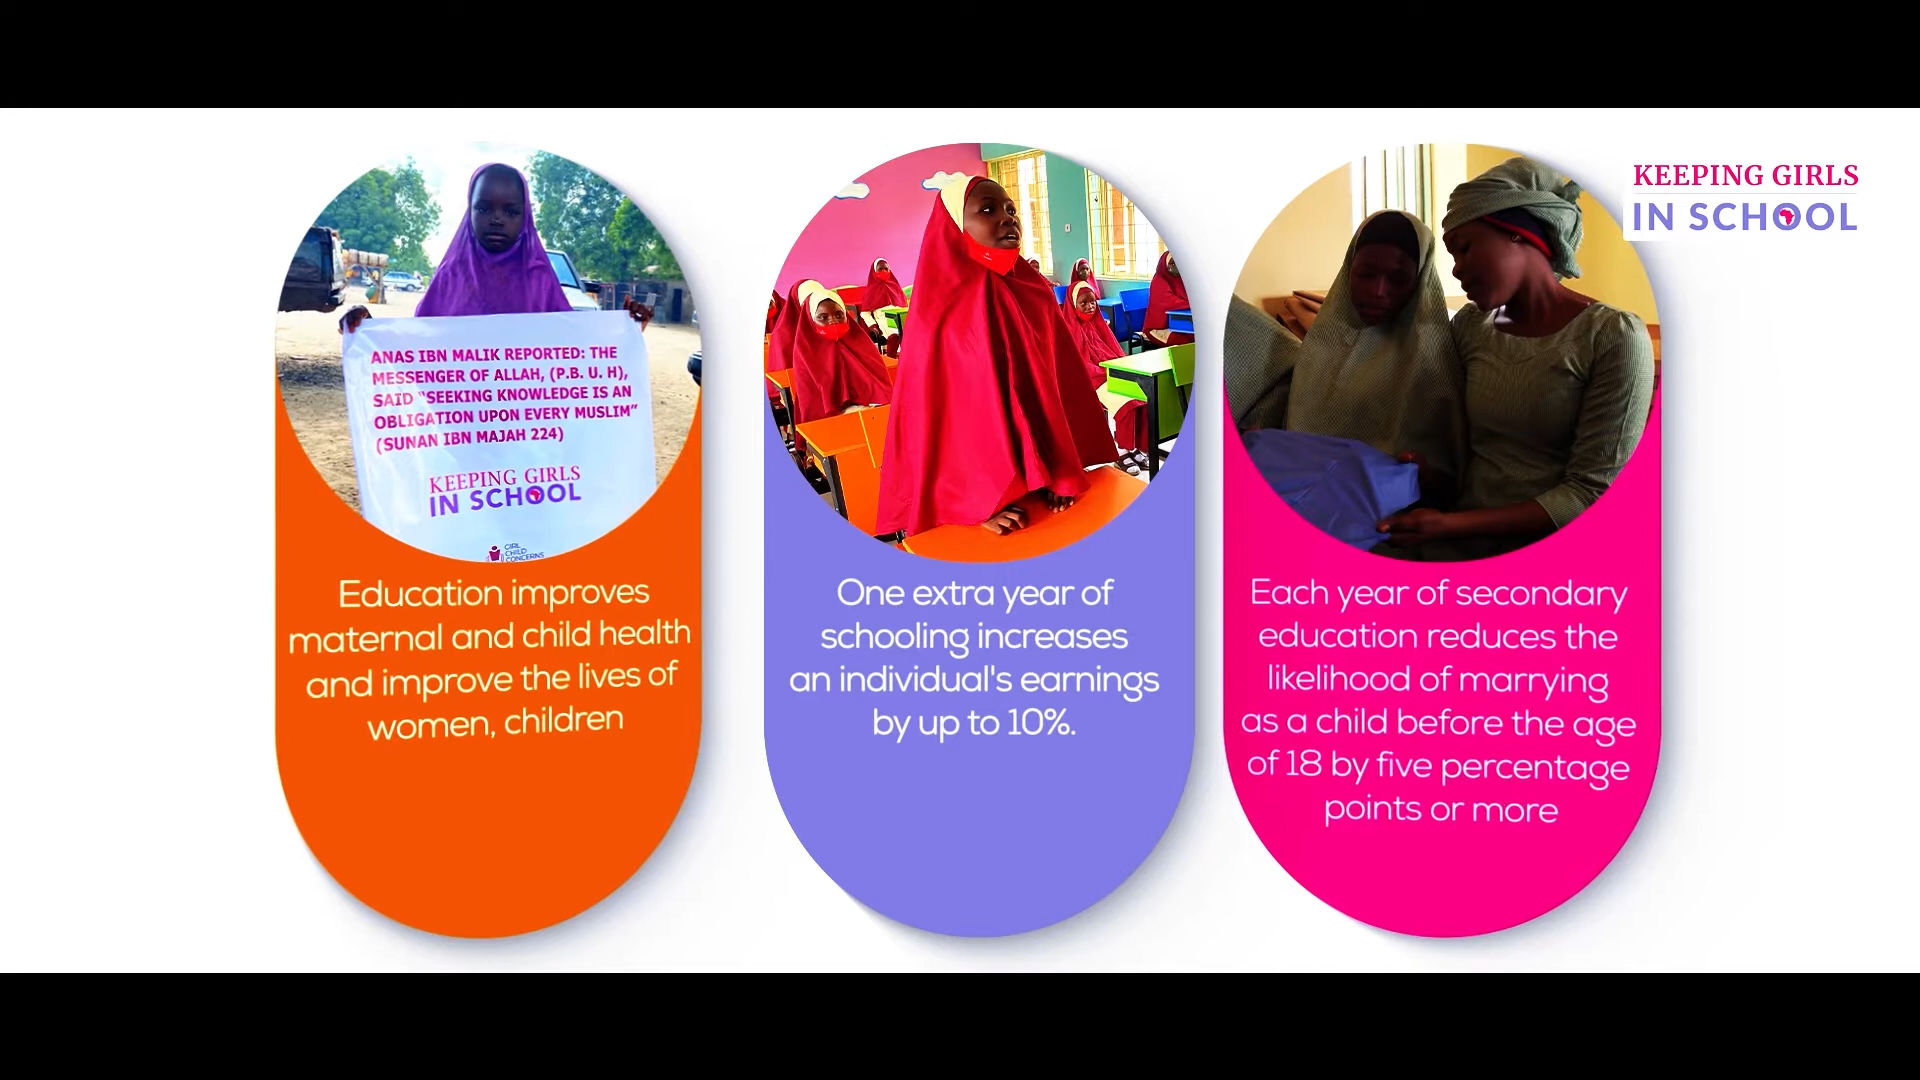 KEEPING GIRLS
IN SCHOOL
ANAS IBN MALIK REPORTED: THE
MESSENGER OF ALLAH, (P.B. U. H),
SAID "SEEKING KNOWLEDGE IS AN
OBLIGATION UPON EVERY MUSLIM"
(SUNAN IBN MAJAH 224)
KEEPING GIRLS
IN SCHOOL
GIRL
CHILD
CONCERNS
Education improves
maternal and child health
and improve the lives of
women, children
One extra year of
schooling increases
an individual's earnings
by up to 10%.
Each year of secondary
education reduces the
likelihood of marrying
as a child before the age
of 18 by five percentage
points or more